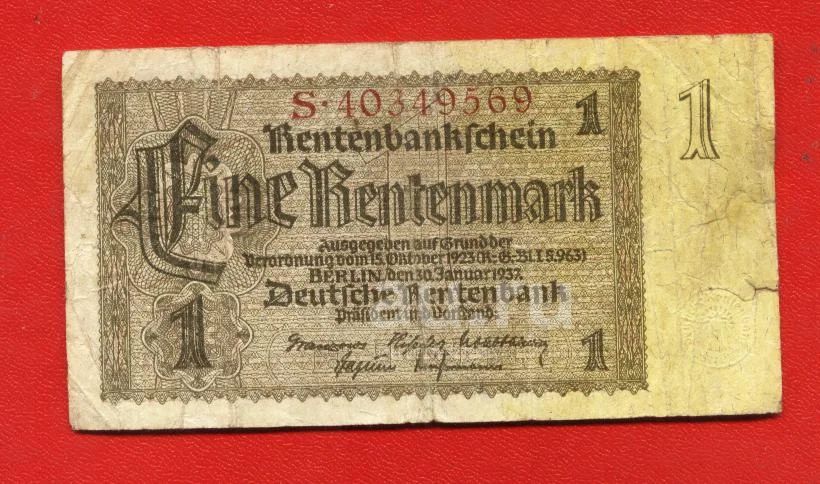 S·40349569
Rentenbankschein
1
1
Eine Rentenmark
Ausgegeben auf Grund der
Verordnung vom 15. Oktober 1923 (R-G-Bl. I S. 963)
BERLIN, den 30. Januar 1937.
Deutsche Rentenbank
Präsident und Vorstand:
1
1